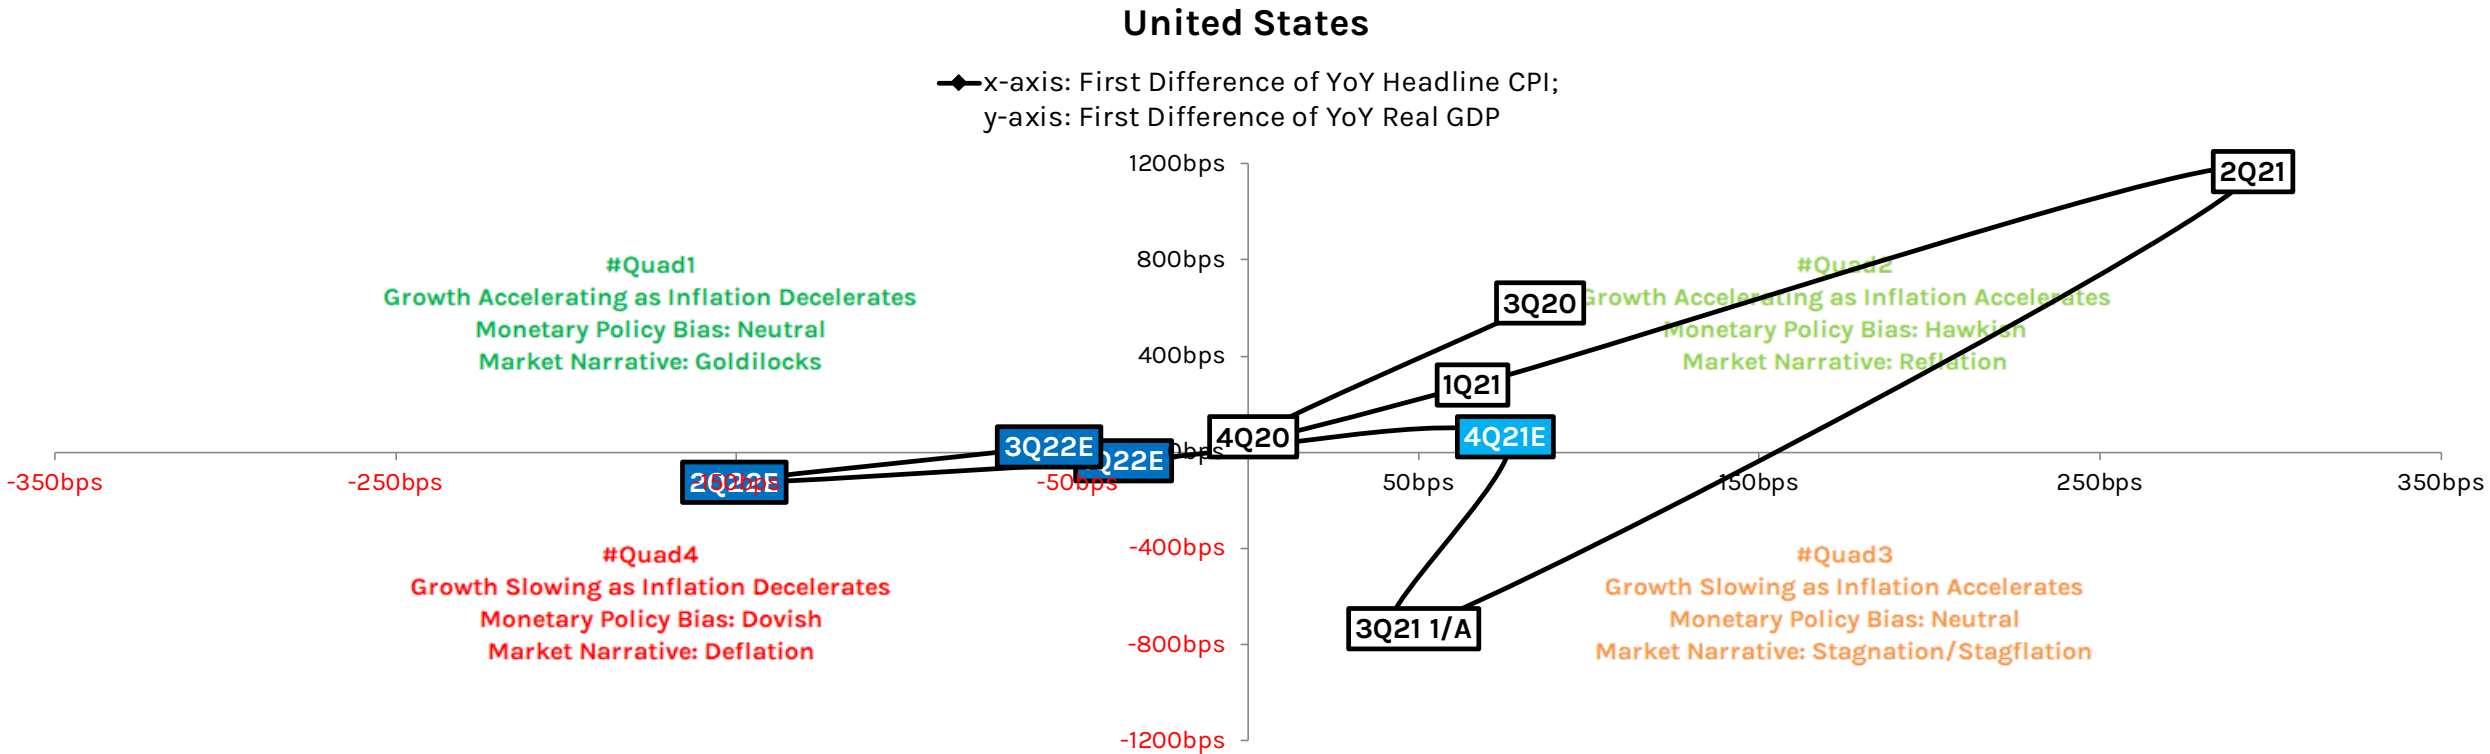 United States
x-axis: First Difference of YoY Headline CPI;
y-axis: First Difference of YoY Real GDP
1200bps
2Q21
800bps
#Quad1
Growth Accelerating as Inflation Decelerates
Monetary Policy Bias: Neutral
Market Narrative: Goldilocks
#Quad2
Growth Accelerating as Inflation Accelerates
Monetary Policy Bias: Hawkish
Market Narrative: Reflation
3Q20
400bps
1Q21
4Q20
4Q21E
3Q22E
Q22E
0bps
2Q22E
-350bps
-250bps
-150bps
-50bps
50bps
150bps
250bps
350bps
-400bps
#Quad4
Growth Slowing as Inflation Decelerates
Monetary Policy Bias: Dovish
Market Narrative: Deflation
#Quad3
Growth Slowing as Inflation Accelerates
Monetary Policy Bias: Neutral
Market Narrative: Stagnation/Stagflation
3Q21 1/A
-800bps
-1200bps